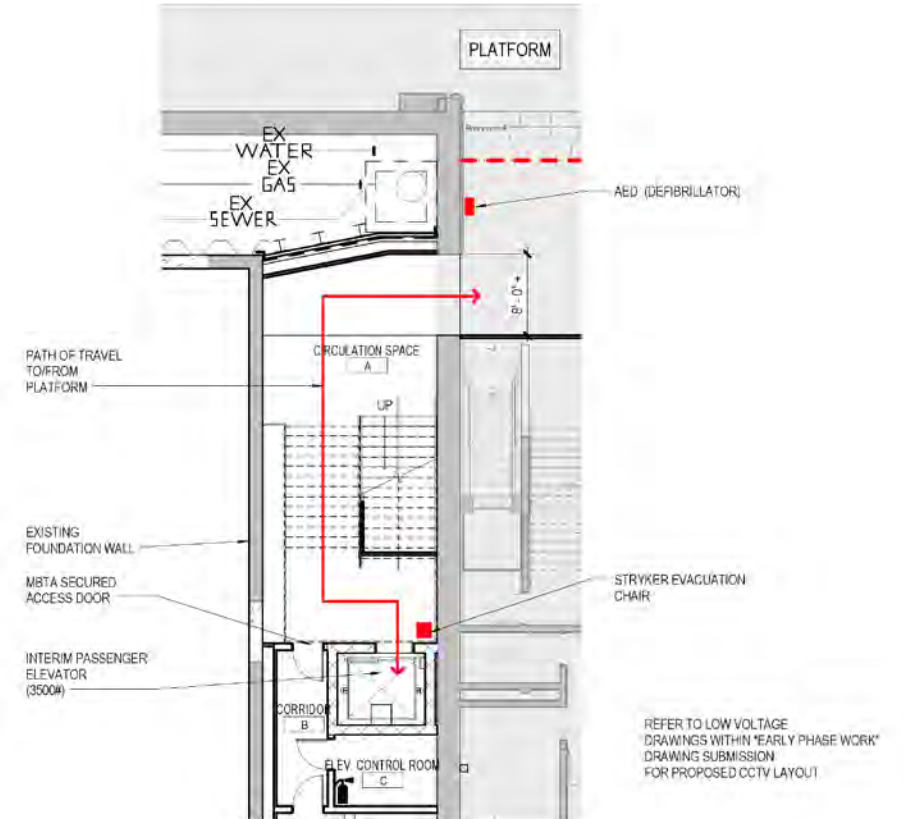 PLATFORM
EX
WATER
EX
GAS
EX
SEWER
AED (DEFIBRILLATOR)
8' - 0" +
PATH OF TRAVEL
TO/FROM
PLATFORM
CIRCULATION SPACE
A
UP
EXISTING
FOUNDATION WALL
MBTA SECURED
ACCESS DOOR
STRYKER EVACUATION
CHAIR
INTERIM PASSENGER
ELEVATOR
(3500#)
CORRIDOR
B
ELEV. CONTROL ROOM
C
REFER TO LOW VOLTAGE
DRAWINGS WITHIN "EARLY PHASE WORK"
DRAWING SUBMISSION
FOR PROPOSED CCTV LAYOUT